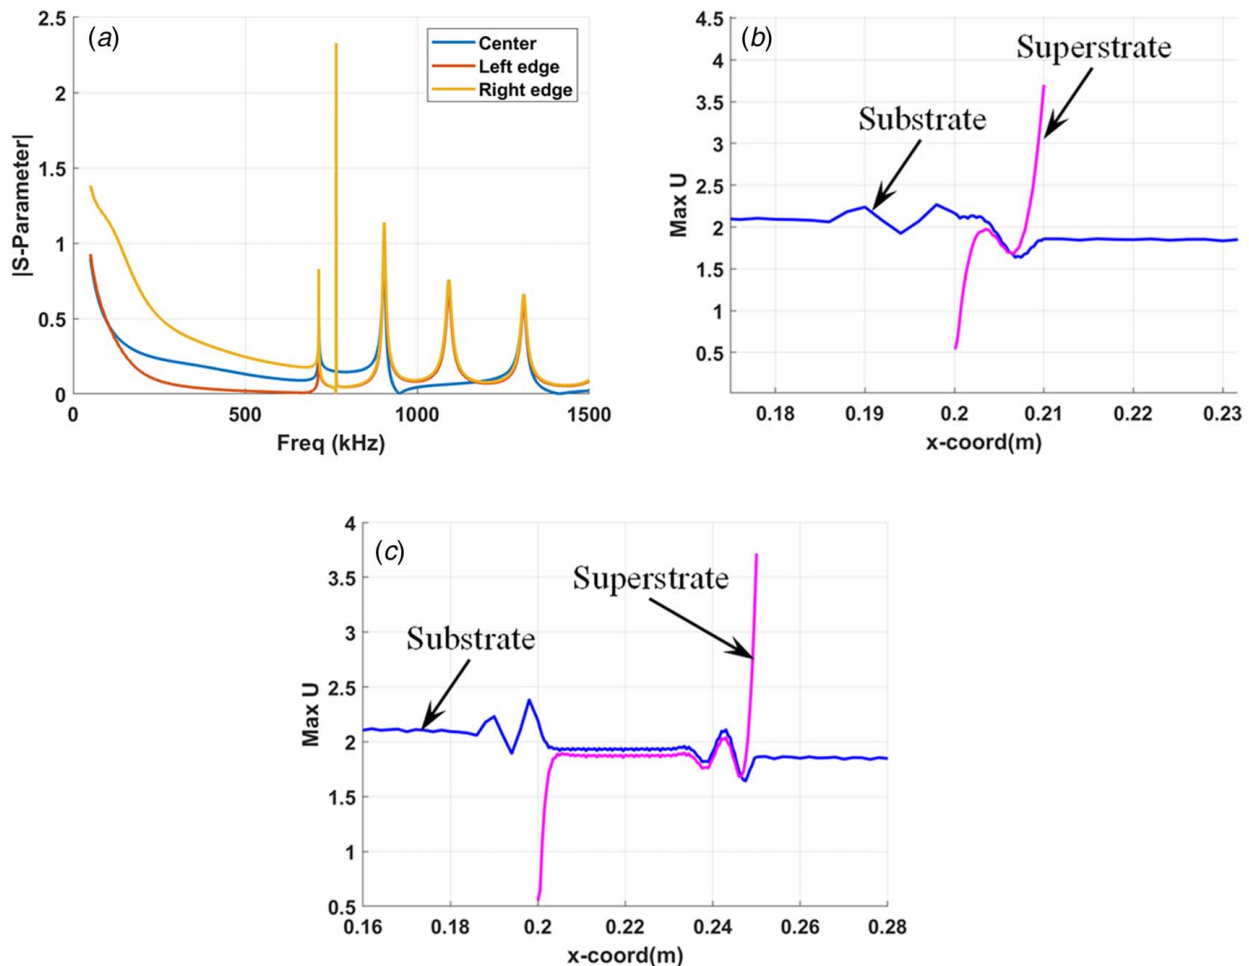 (a)
2.5
2
1.5
1
0.5
0
|S-Parameter|
Center
Left edge
Right edge
0 500 1000 1500
Freq (kHz)
(b)
4.5
4
3.5
3
2.5
2
1.5
1
0.5
Max U
Superstrate
Substrate
0.18 0.19 0.2 0.21 0.22 0.23
x-coord(m)
(c)
4
3.5
3
2.5
2
1.5
1
0.5
Max U
Superstrate
Substrate
0.16 0.18 0.2 0.22 0.24 0.26 0.28
x-coord(m)